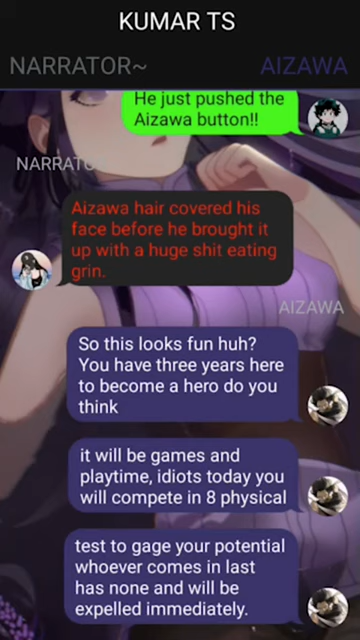 KUMAR TS
NARRATOR~ AIZAWA
He just pushed the
Aizawa button!!
NARRATO
Aizawa hair covered his
face before he brought it
up with a huge shit eating
grin.
AIZAWA
So this looks fun huh?
You have three years here
to become a hero do you
think
it will be games and
playtime, idiots today you
will compete in 8 physical
test to gage your potential
whoever comes in last
has none and will be
expelled immediately.